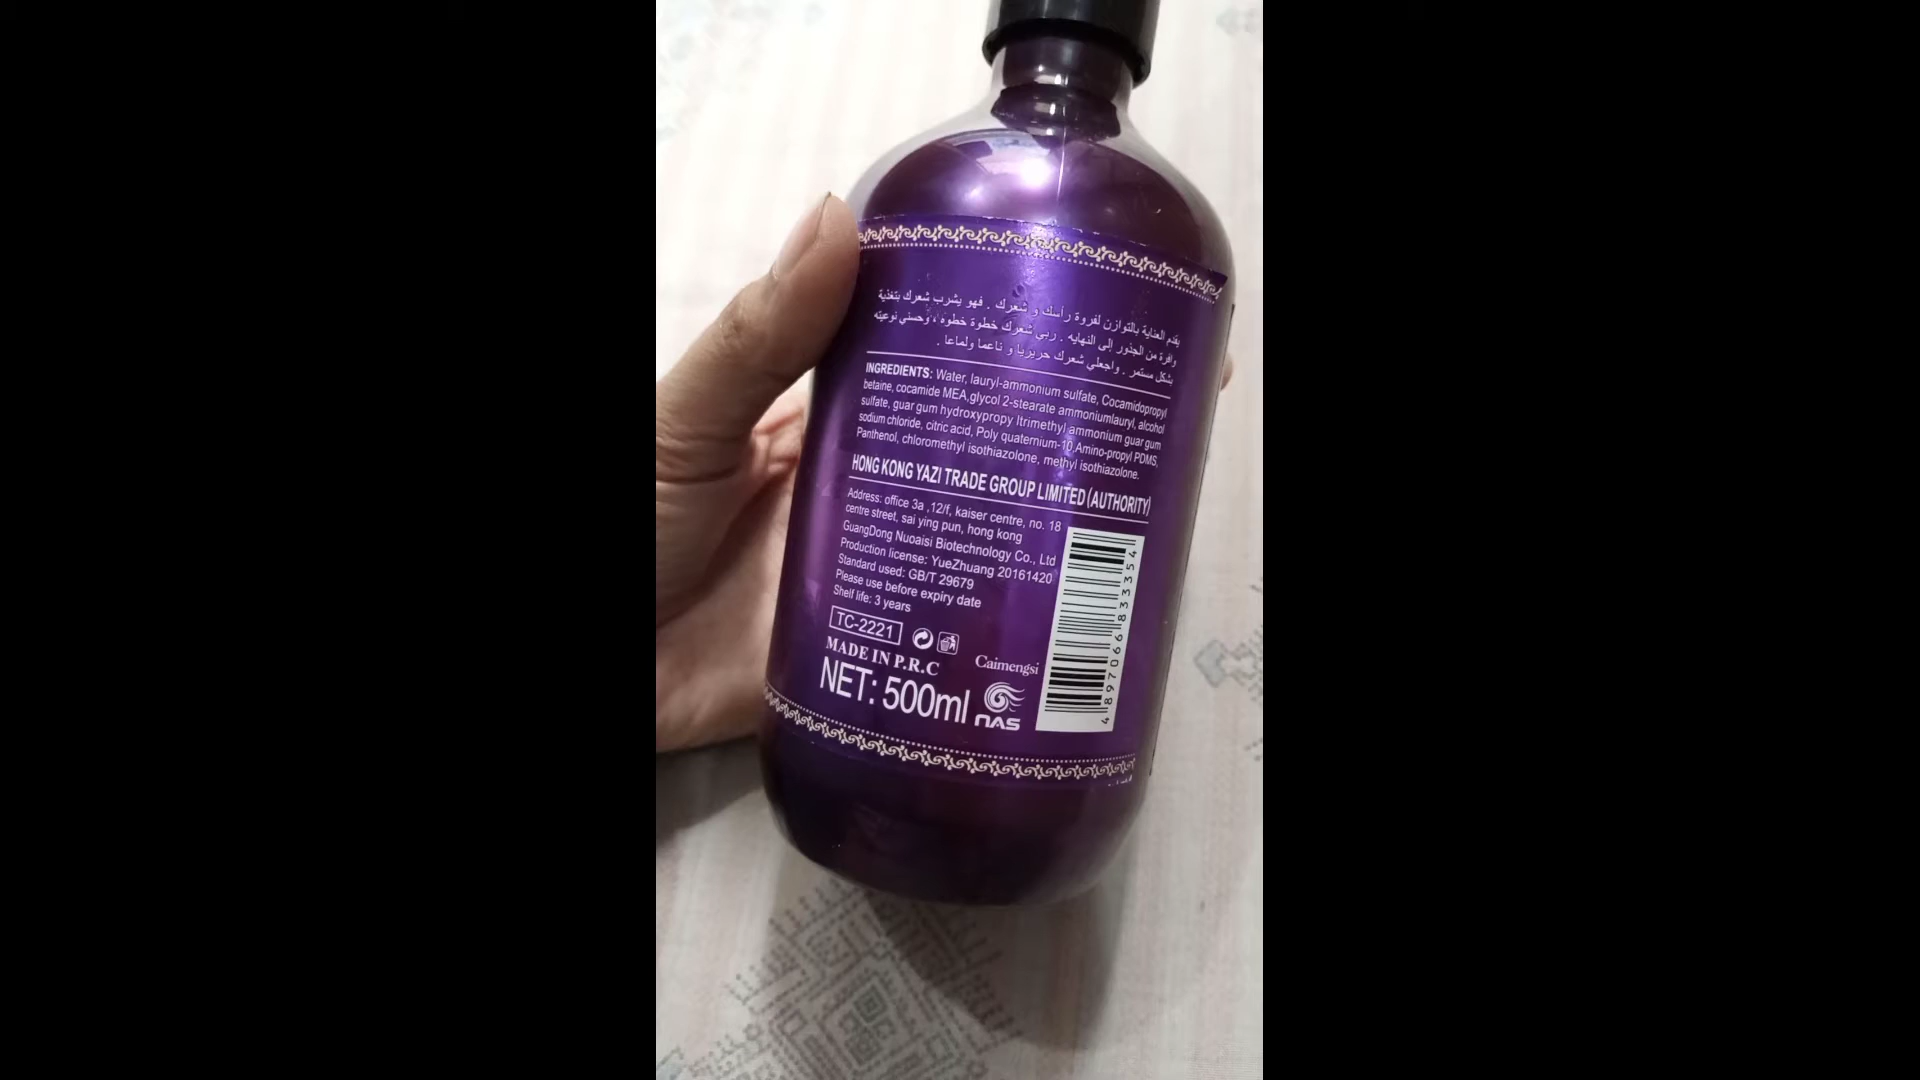 يقدم العناية بالتوازن لفروة رأسك و شعرك . فهو يشرب شعرك بتغذية
وافرة من الجذور إلى النهايه . ربي شعرك خطوة خطوه ، وحسني نوعيته
بشكل مستمر . واجعلي شعرك حريريا و ناعما ولماعا .
INGREDIENTS: Water, lauryl-ammonium sulfate, Cocamidopropyl
betaine, cocamide MEA,glycol 2-stearate ammoniumlauryl, alcohol
sulfate, guar gum hydroxypropy ltrimethyl ammonium guar gum
sodium chloride, citric acid, Poly quaternium-10,Amino-propyl PDMS,
Panthenol, chloromethyl isothiazolone, methyl isothiazolone.
HONG KONG YAZI TRADE GROUP LIMITED (AUTHORITY)
Address: office 3a ,12/f, kaiser centre, no. 18
centre street, sai ying pun, hong kong
GuangDong Nuoaisi Biotechnology Co., Ltd
Production license: YueZhuang 20161420
Standard used: GB/T 29679
Please use before expiry date
Shelf life: 3 years
TC-2221
MADE IN P.R.C
NET: 500ml
Caimengsi
nas
4897066833354